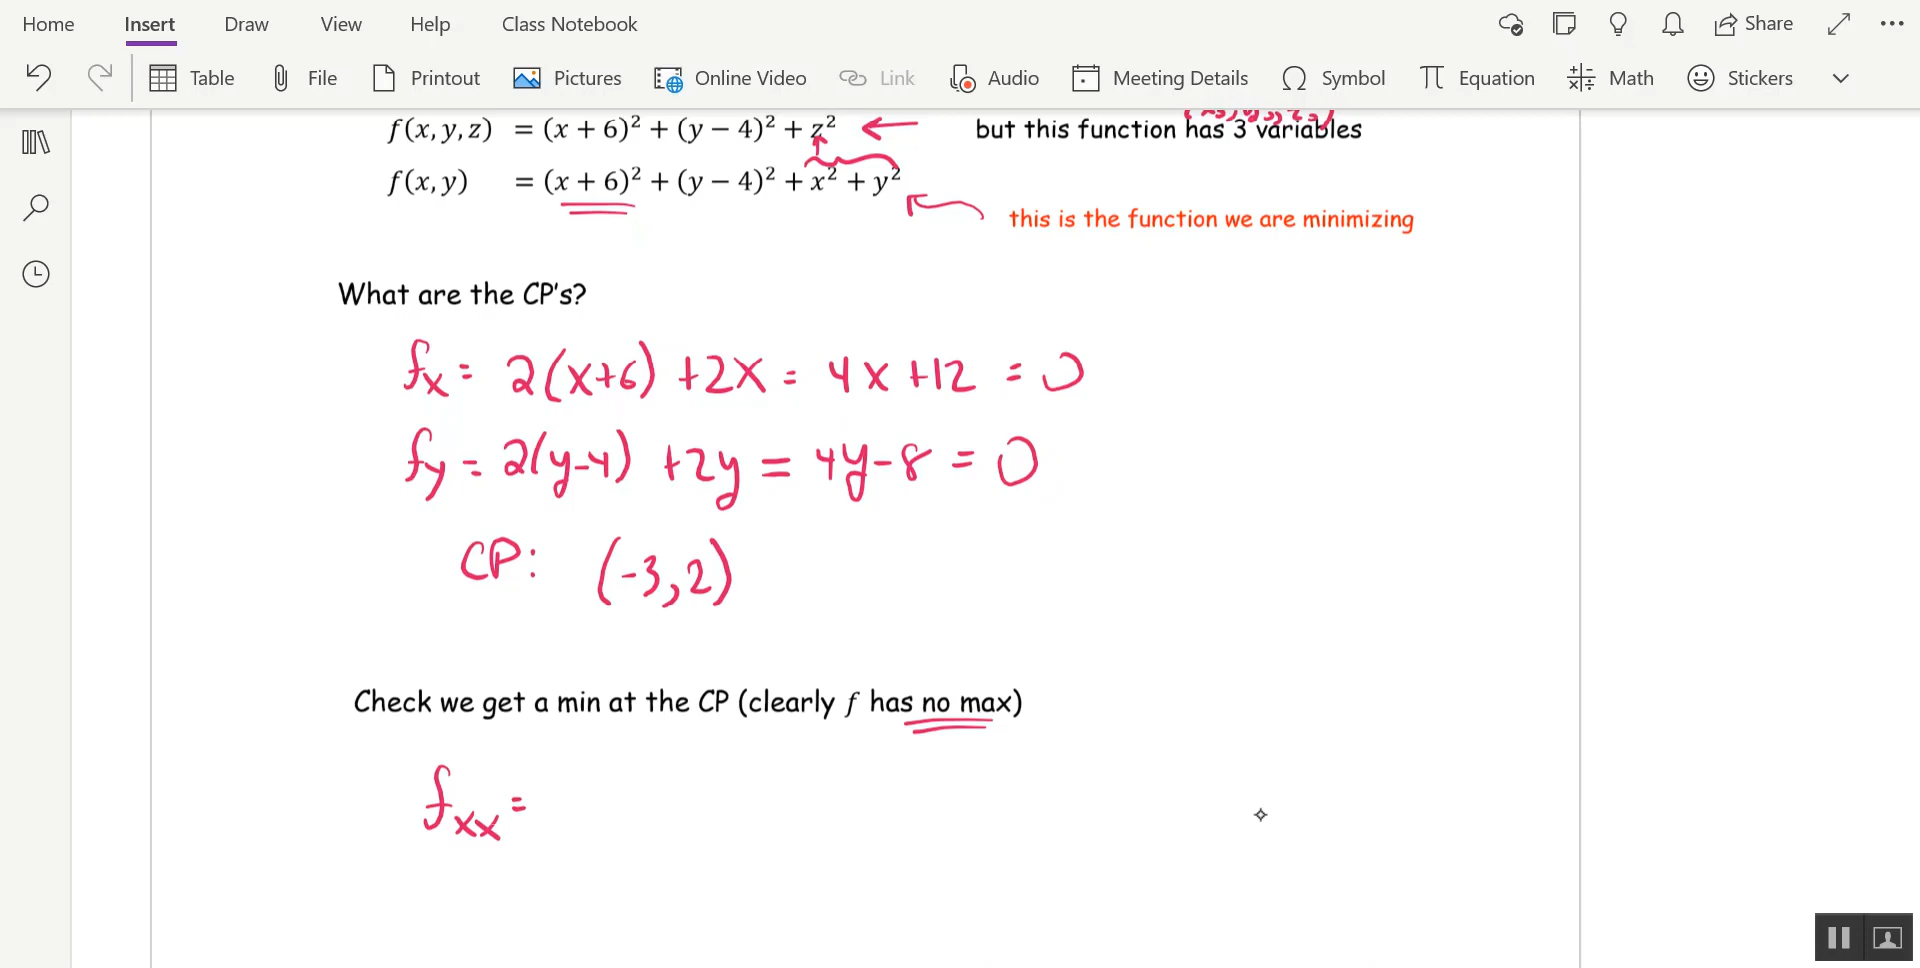 Home Insert Draw View Help Class Notebook Share
Table File Printout Pictures Online Video Link Audio Meeting Details Symbol Equation Math Stickers
f(x, y, z) = (x + 6)² + (y − 4)² + z² but this function has 3 variables
f(x, y) = (x + 6)² + (y − 4)² + x² + y²
this is the function we are minimizing
What are the CP's?
fx = 2(x+6) +2x = 4x +12 = 0
fy = 2(y-4) +2y = 4y-8 = 0
CP: (-3,2)
Check we get a min at the CP (clearly f has no max)
fxx =